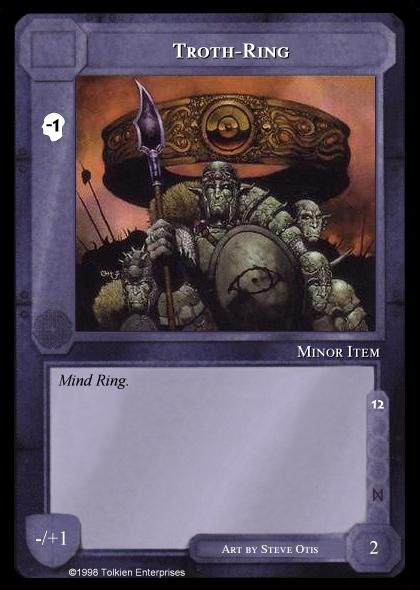 Troth-Ring
-1
Minor Item
Mind Ring.
12
-/+1
Art by Steve Otis
2
©1998 Tolkien Enterprises